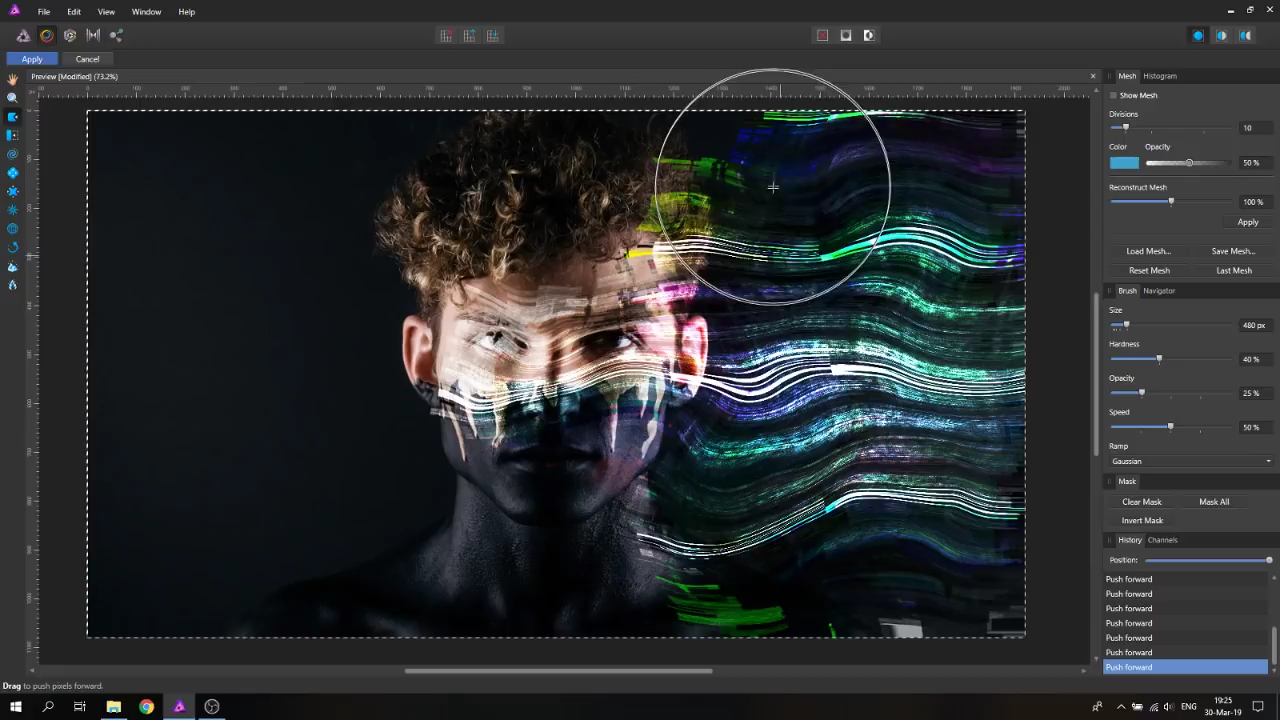 File Edit View Window Help
Apply Cancel
Preview [Modified] (73.2%)
Mesh Histogram
Show Mesh
Divisions
10
Color Opacity
50 %
Reconstruct Mesh
100 %
Apply
Load Mesh... Save Mesh...
Reset Mesh Last Mesh
Brush Navigator
Size
480 px
Hardness
40 %
Opacity
25 %
Speed
50 %
Ramp
Gaussian
Mask
Clear Mask Mask All
Invert Mask
History Channels
Position:
Push forward
Push forward
Push forward
Push forward
Push forward
Push forward
Push forward
Drag to push pixels forward.
ENG
19:25
30-Mar-19